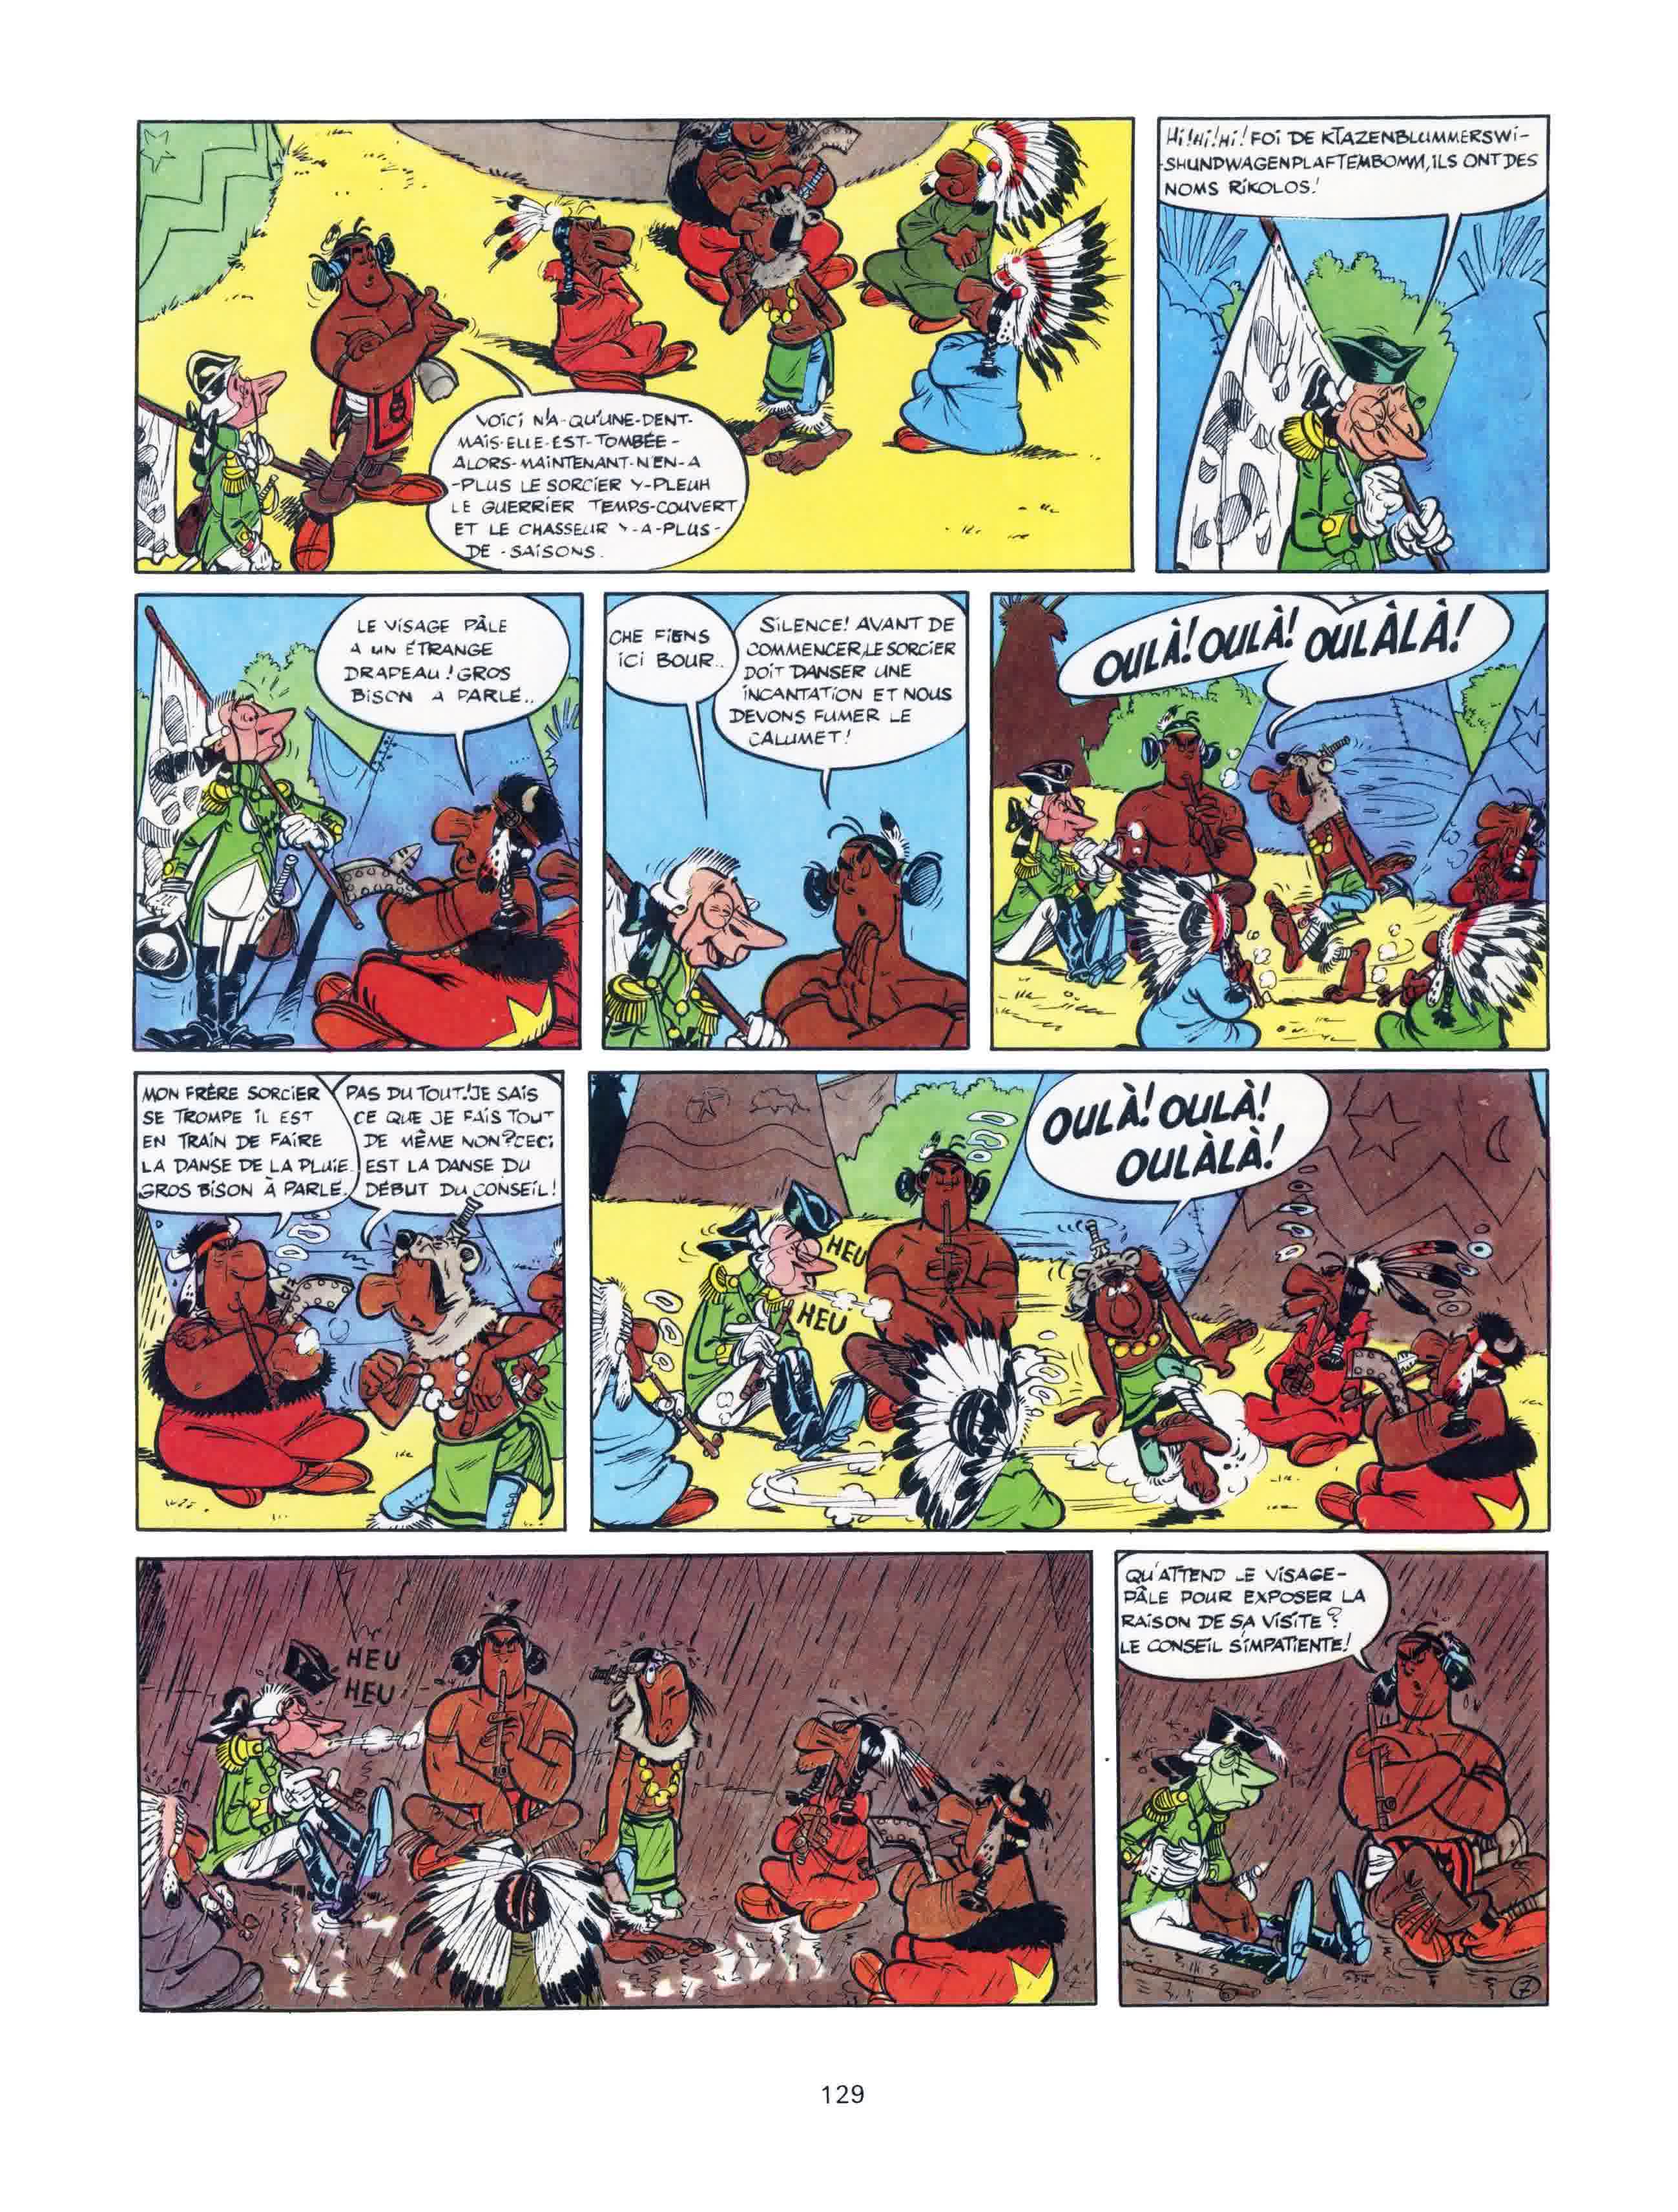 VOICI N'A-QU'UNE-DENT-
MAIS-ELLE-EST-TOMBÉE-
ALORS-MAINTENANT-N'EN-A
-PLUS LE SORCIER Y-PLEUH
LE GUERRIER TEMPS-COUVERT
ET LE CHASSEUR Y-A-PLUS-
DE-SAISONS.
HI!HI!HI! FOI DE KTAZENBLUMMERSWI-
SHUNDWAGENPLAFTEMBOMM, ILS ONT DES
NOMS RIKOLOS!
LE VISAGE PÂLE
A UN ÉTRANGE
DRAPEAU! GROS
BISON A PARLÉ..
CHE FIENS
ICI BOUR..
SILENCE! AVANT DE
COMMENCER, LE SORCIER
DOIT DANSER UNE
INCANTATION ET NOUS
DEVONS FUMER LE
CALUMET!
OULÀ! OULÀ! OULÀLÀ!
MON FRÈRE SORCIER
SE TROMPE IL EST
EN TRAIN DE FAIRE
LA DANSE DE LA PLUIE.
GROS BISON À PARLÉ.
PAS DU TOUT! JE SAIS
CE QUE JE FAIS TOUT
DE MÊME NON? CECI
EST LA DANSE DU
DÉBUT DU CONSEIL!
HEU
HEU
OULÀ! OULÀ!
OULÀLÀ!
HEU
HEU
QU'ATTEND LE VISAGE-
PÂLE POUR EXPOSER LA
RAISON DE SA VISITE?
LE CONSEIL S'IMPATIENTE!
7
129